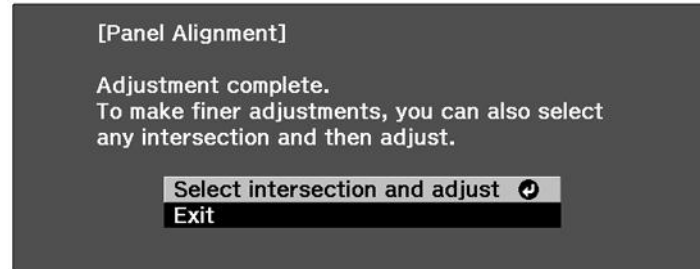 [Panel Alignment]
Adjustment complete.
To make finer adjustments, you can also select
any intersection and then adjust.
Select intersection and adjust
Exit